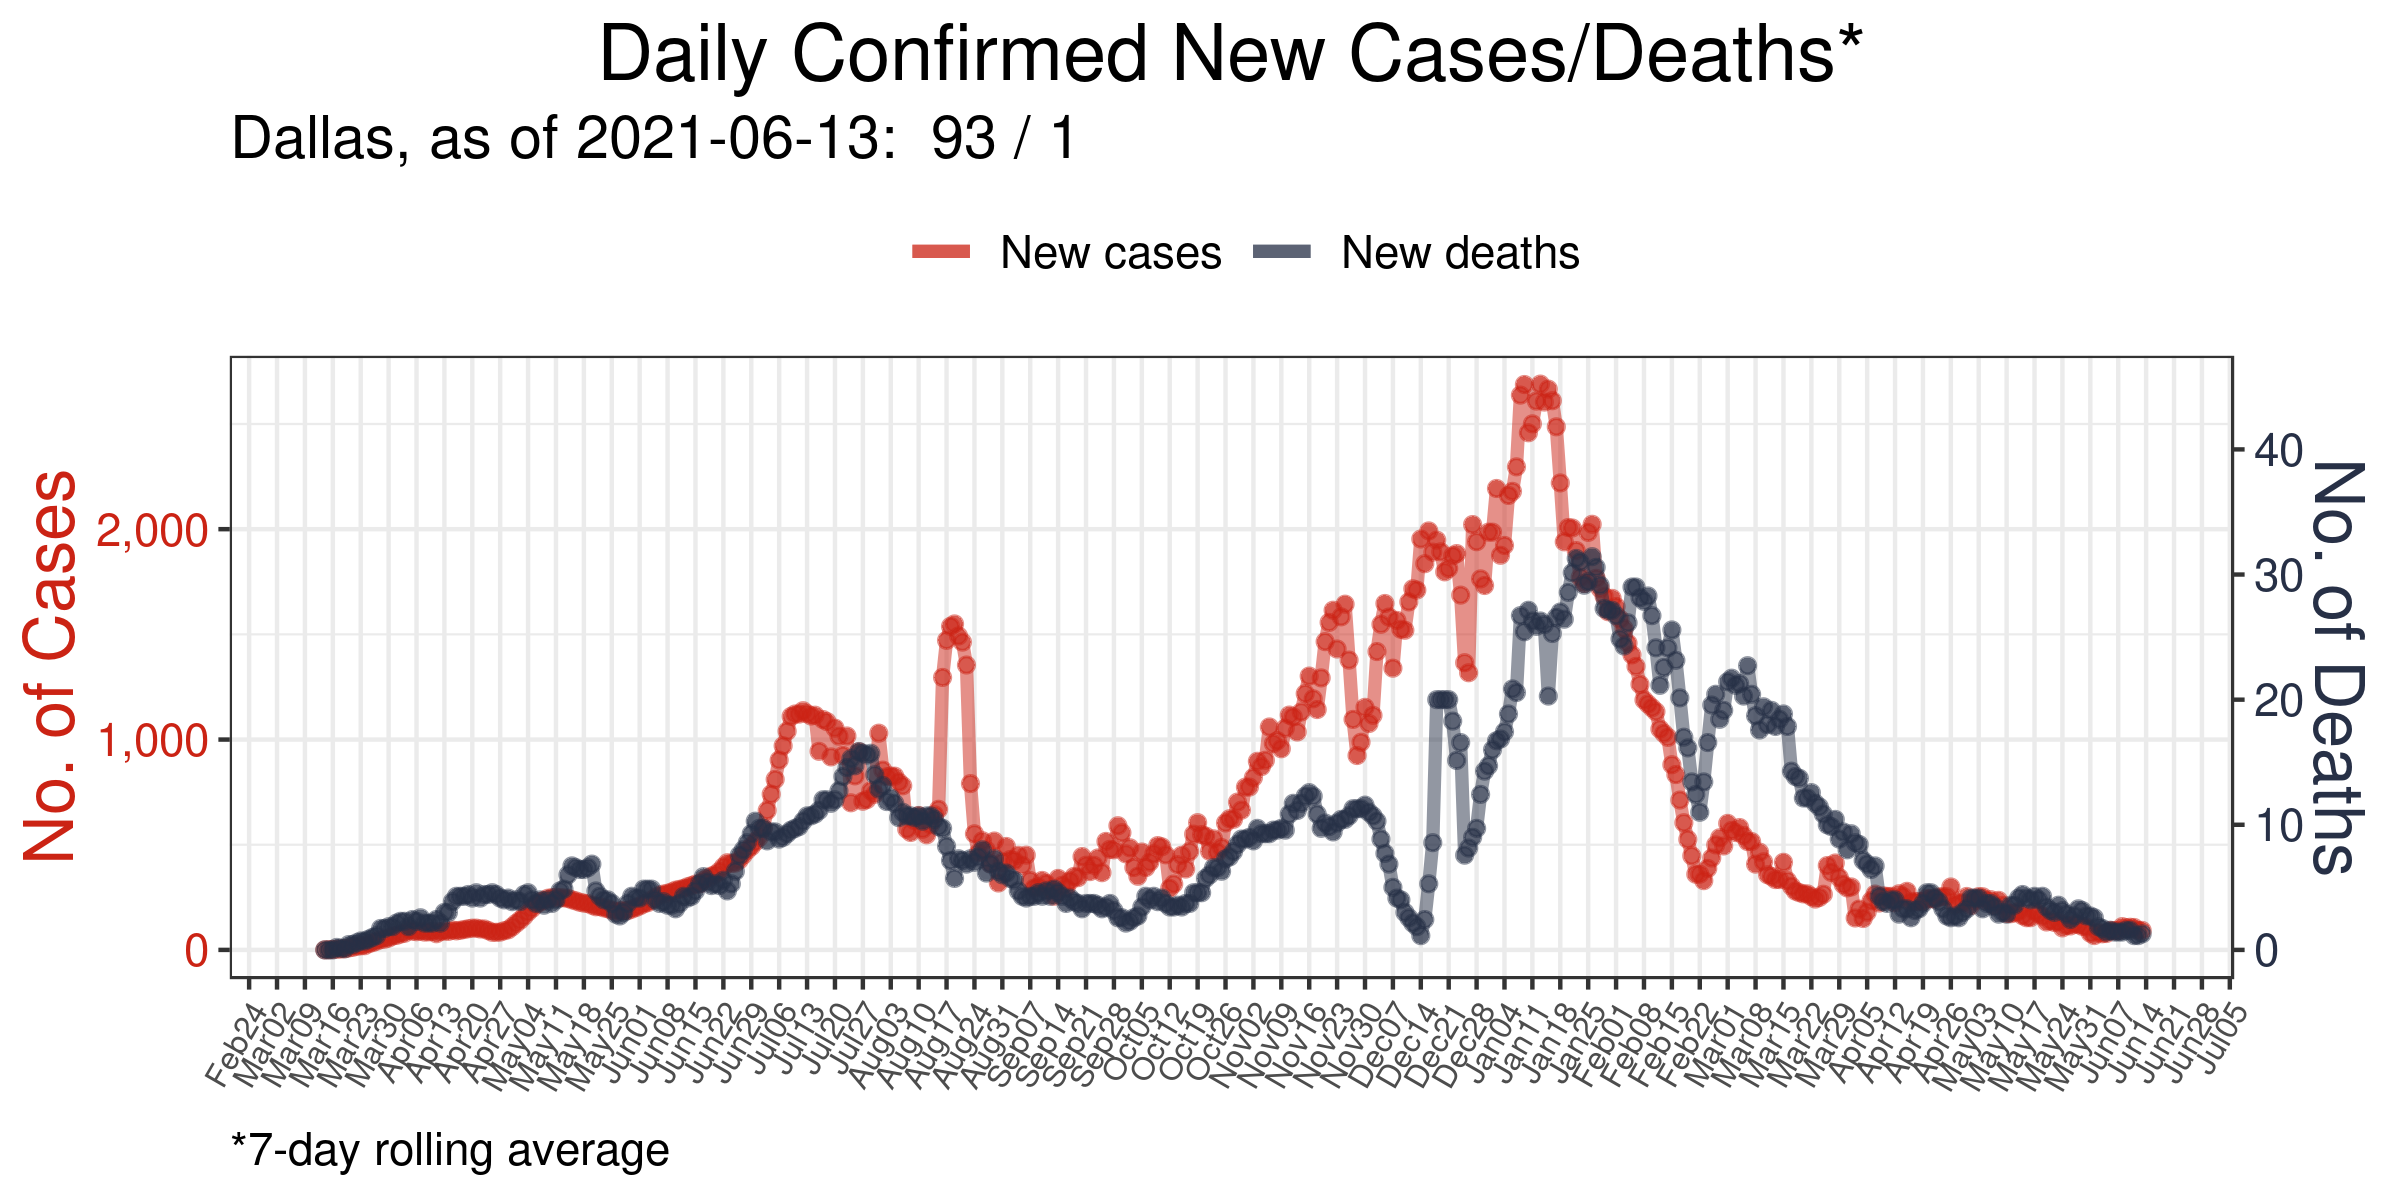 Daily Confirmed New Cases/Deaths*
Dallas, as of 2021-06-13:  93 / 1
New cases
New deaths
No. of Cases
2,000
1,000
0
40
30
20
10
0
No. of Deaths
Feb24
Mar02
Mar09
Mar16
Mar23
Mar30
Apr06
Apr13
Apr20
Apr27
May04
May11
May18
May25
Jun01
Jun08
Jun15
Jun22
Jun29
Jul06
Jul13
Jul20
Jul27
Aug03
Aug10
Aug17
Aug24
Aug31
Sep07
Sep14
Sep21
Sep28
Oct05
Oct12
Oct19
Oct26
Nov02
Nov09
Nov16
Nov23
Nov30
Dec07
Dec14
Dec21
Dec28
Jan04
Jan11
Jan18
Jan25
Feb01
Feb08
Feb15
Feb22
Mar01
Mar08
Mar15
Mar22
Mar29
Apr05
Apr12
Apr19
Apr26
May03
May10
May17
May24
May31
Jun07
Jun14
Jun21
Jun28
Jul05
*7-day rolling average